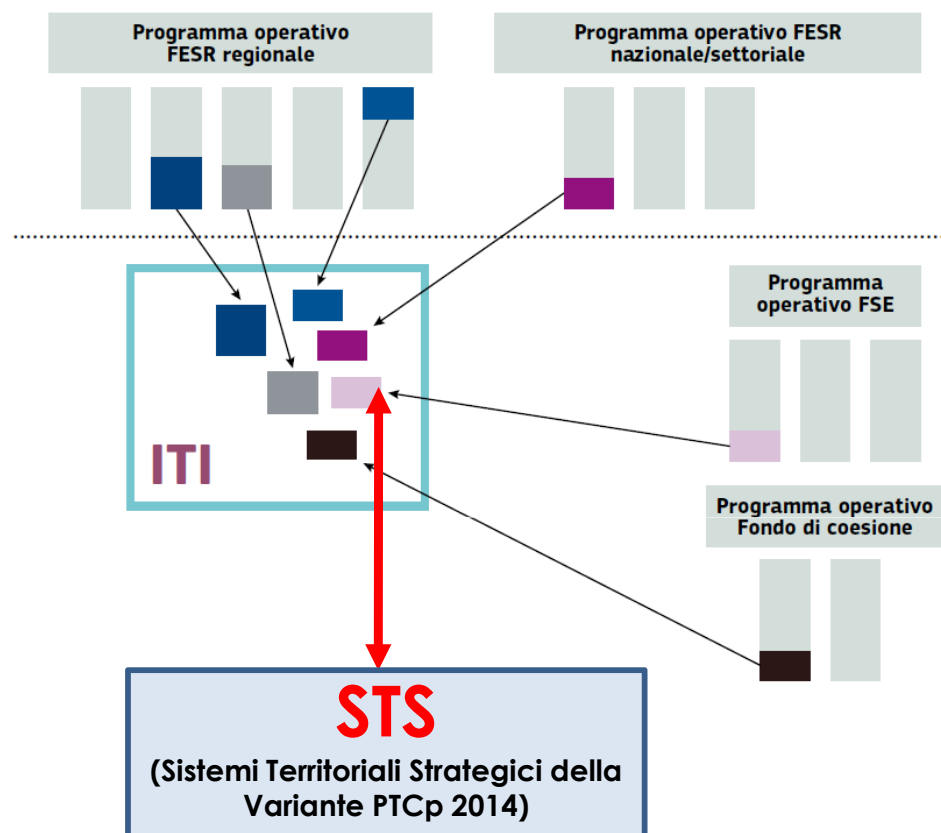 Programma operativo
FESR regionale
Programma operativo FESR
nazionale/settoriale
Programma
operativo FSE
ITI
Programma operativo
Fondo di coesione
STS
(Sistemi Territoriali Strategici della
Variante PTCp 2014)